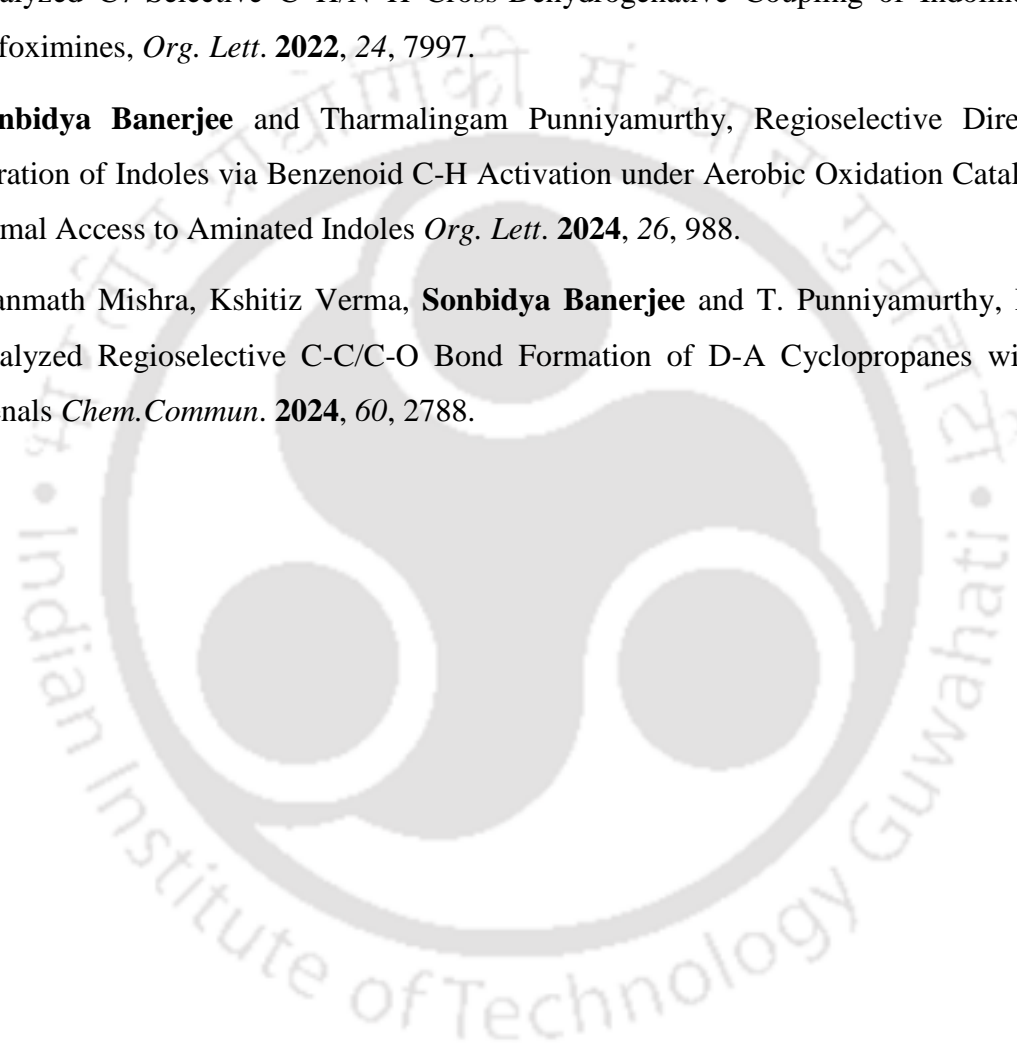 alyzed C7 Selective C–H/N–H Cross-Dehydrogenative Coupling of Indoline
foximines, Org. Lett. 2022, 24, 7997.
nbidya Banerjee and Tharmalingam Punniyamurthy, Regioselective Dire
ration of Indoles via Benzenoid C-H Activation under Aerobic Oxidation Catal
mal Access to Aminated Indoles Org. Lett. 2024, 26, 988.
anmath Mishra, Kshitiz Verma, Sonbidya Banerjee and T. Punniyamurthy,
alyzed Regioselective C-C/C-O Bond Formation of D-A Cyclopropanes wi
enals Chem.Commun. 2024, 60, 2788.
Indian Institute of Technology Guwahati